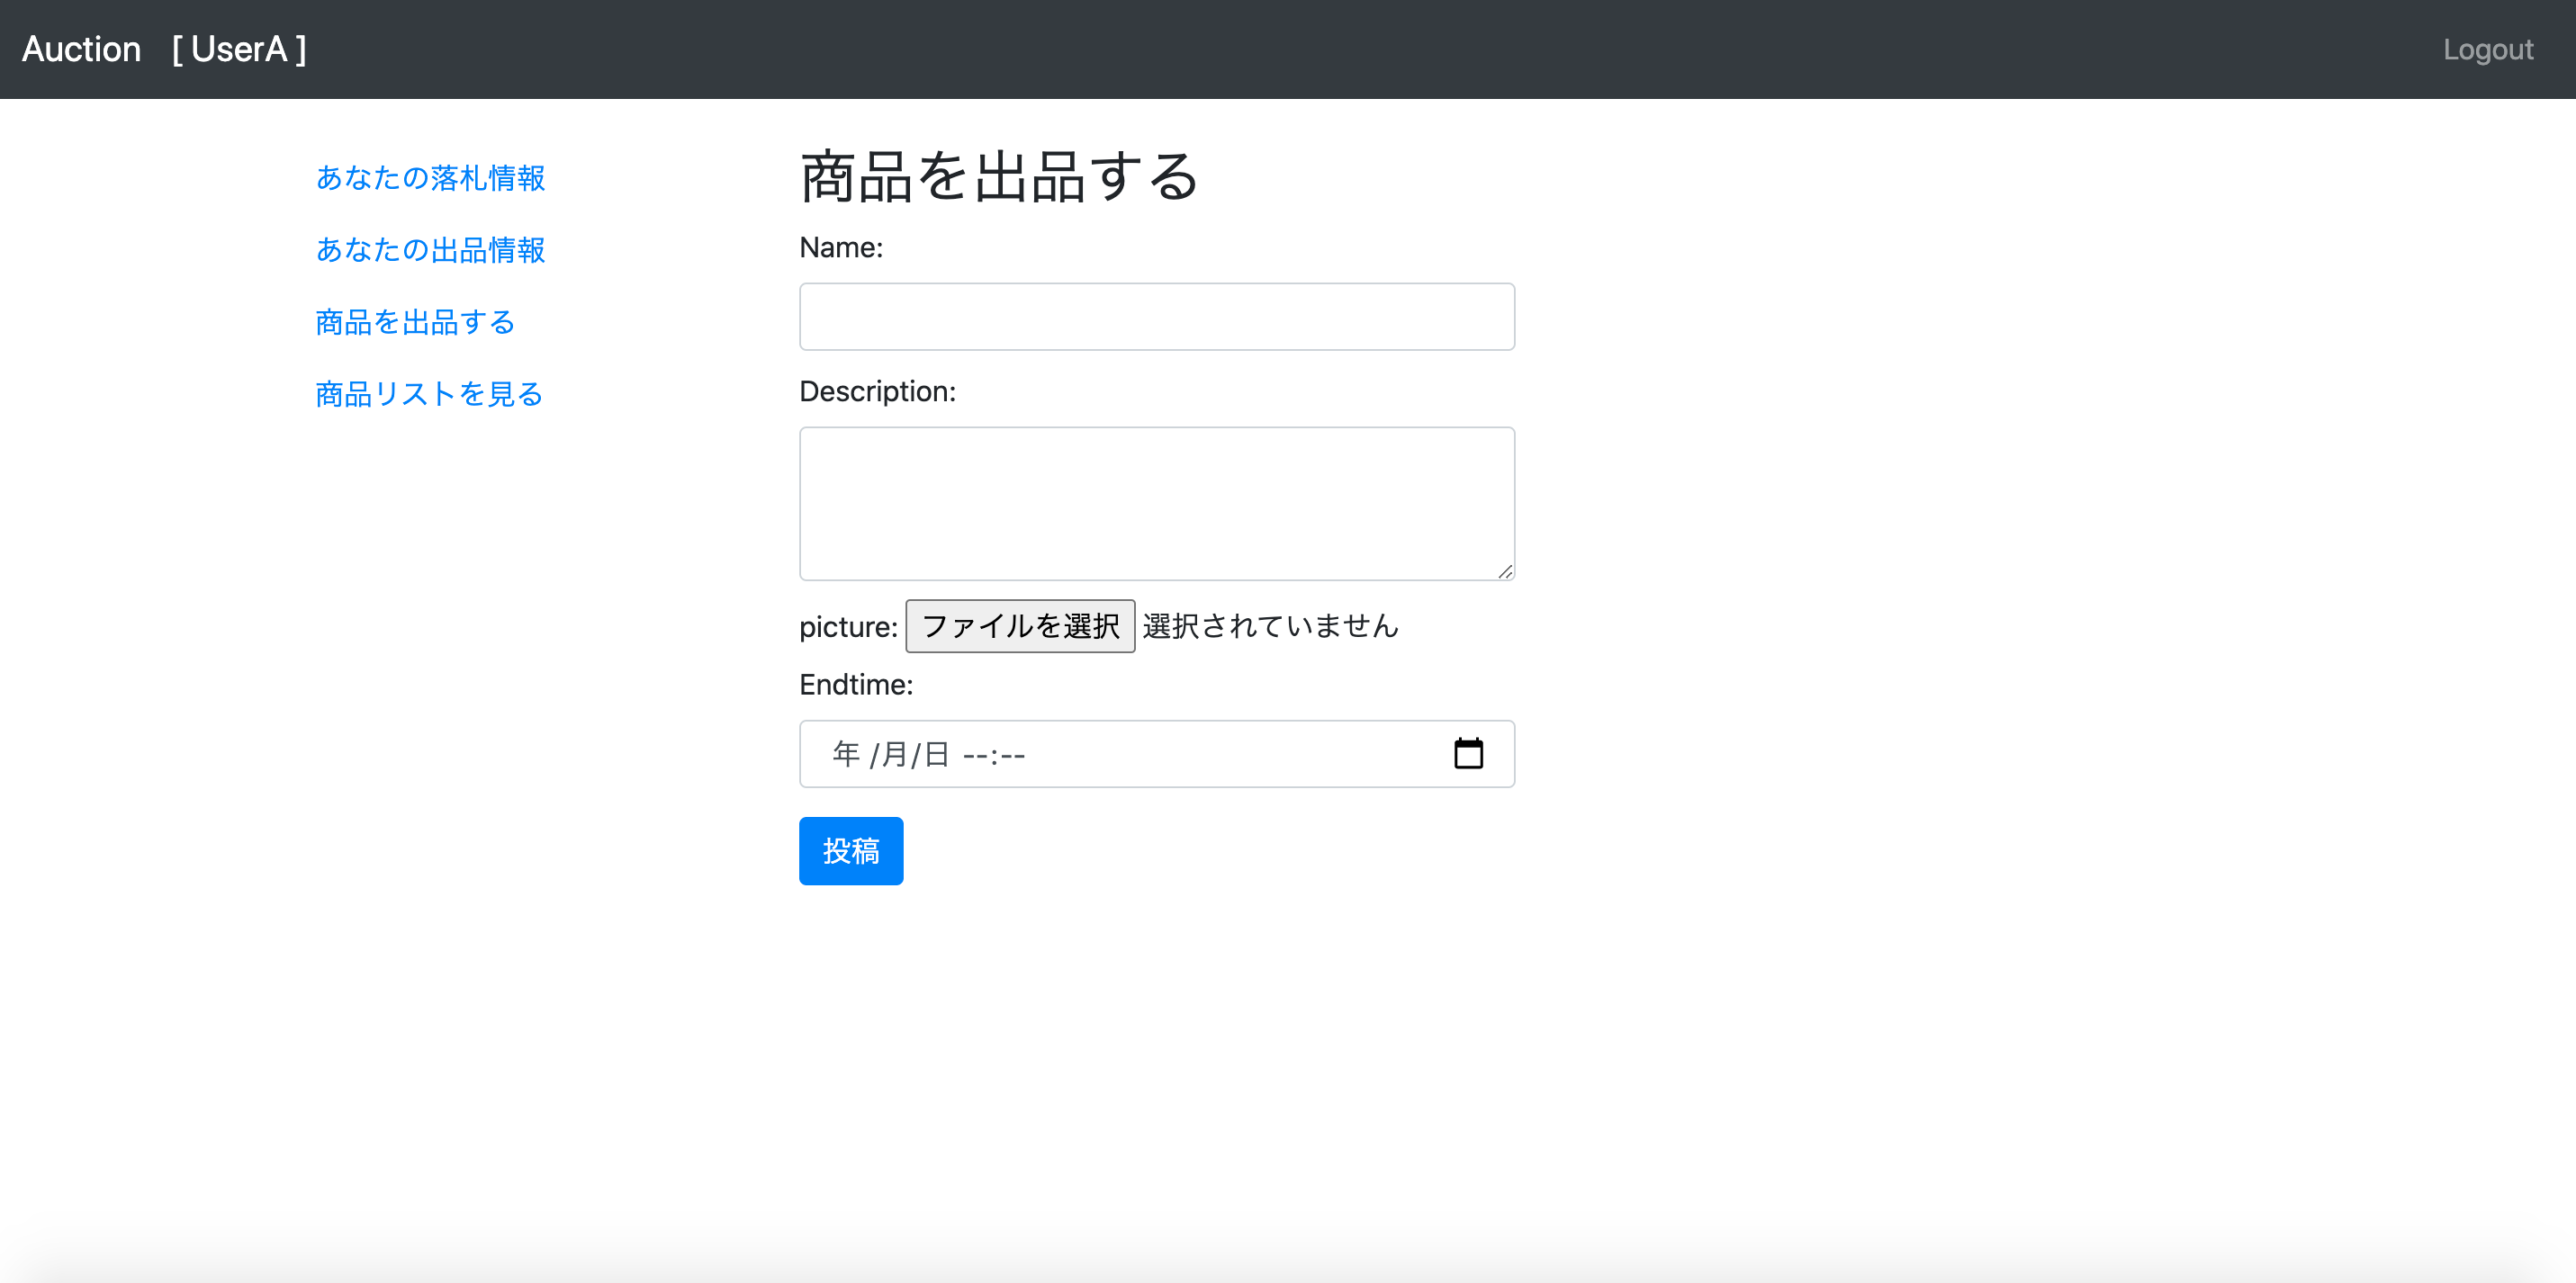 Auction [ UserA ] Logout
あなたの落札情報
あなたの出品情報
商品を出品する
商品リストを見る
商品を出品する
Name:
Description:
picture: ファイルを選択 選択されていません
Endtime:
年 /月/日 --:--
投稿